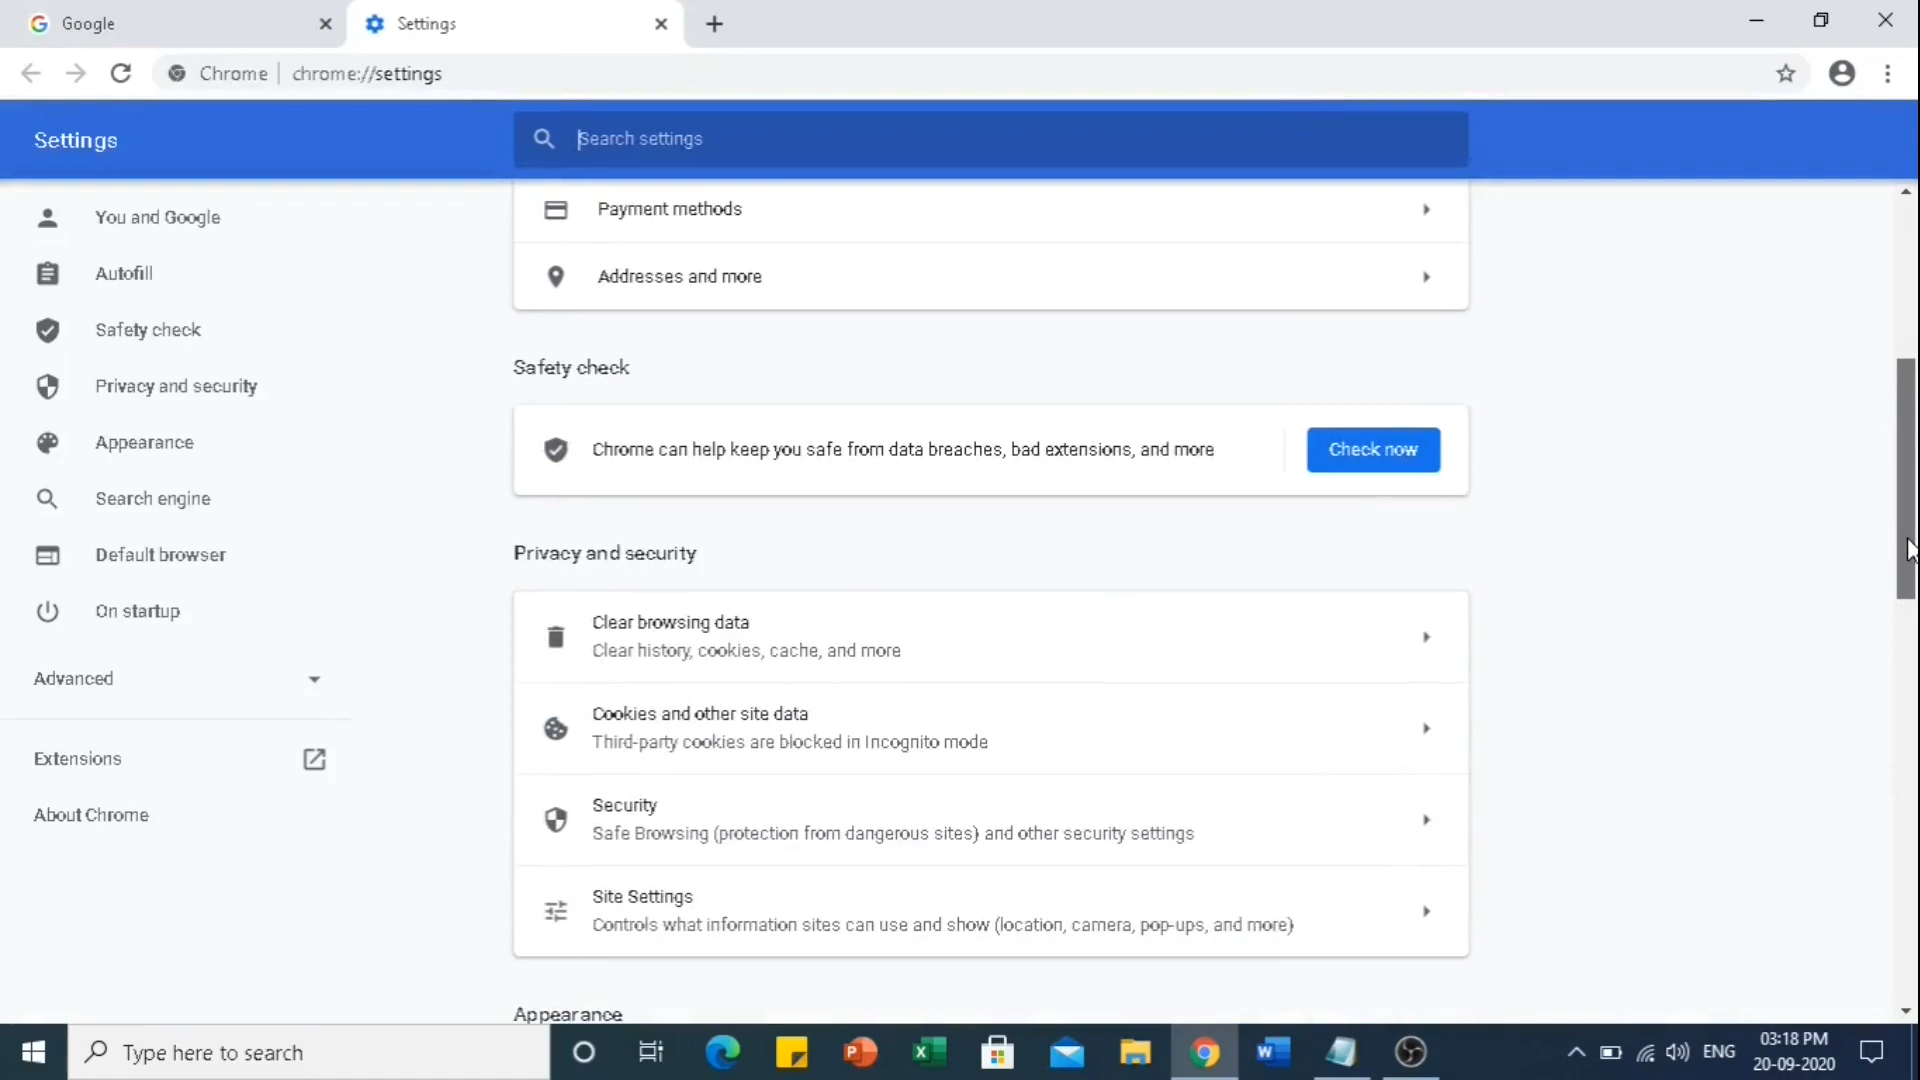 Google
Settings
Chrome
chrome://settings
Settings
Search settings
You and Google
Autofill
Safety check
Privacy and security
Appearance
Search engine
Default browser
On startup
Advanced
Extensions
About Chrome
Payment methods
Addresses and more
Safety check
Chrome can help keep you safe from data breaches, bad extensions, and more
Check now
Privacy and security
Clear browsing data
Clear history, cookies, cache, and more
Cookies and other site data
Third-party cookies are blocked in Incognito mode
Security
Safe Browsing (protection from dangerous sites) and other security settings
Site Settings
Controls what information sites can use and show (location, camera, pop-ups, and more)
Appearance
Type here to search
ENG
03:18 PM
20-09-2020